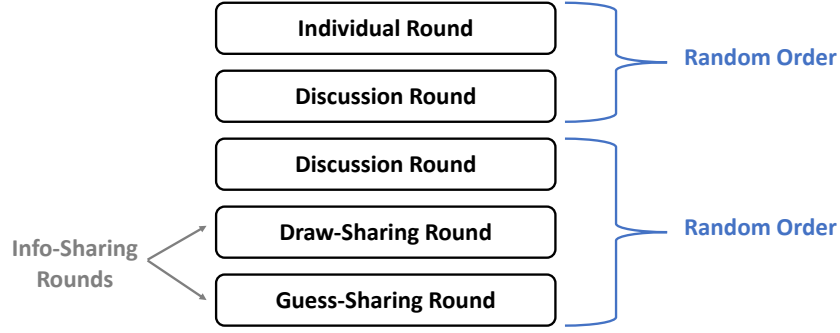 Individual Round
Random Order
Discussion Round
Discussion Round
Draw-Sharing Round
Random Order
Info-Sharing
Rounds
Guess-Sharing Round